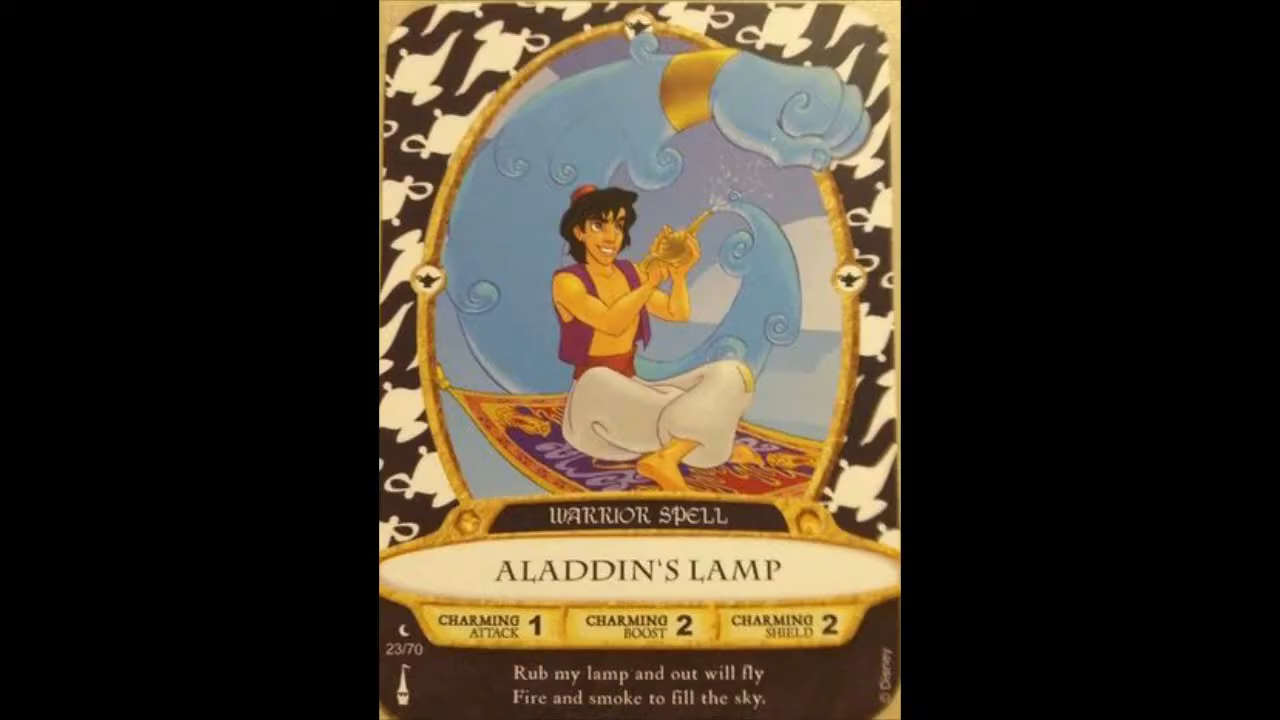 WARRIOR SPELL
ALADDIN'S LAMP
CHARMING ATTACK 1
CHARMING BOOST 2
CHARMING SHIELD 2
23/70
Rub my lamp and out will fly
Fire and smoke to fill the sky.
© Disney